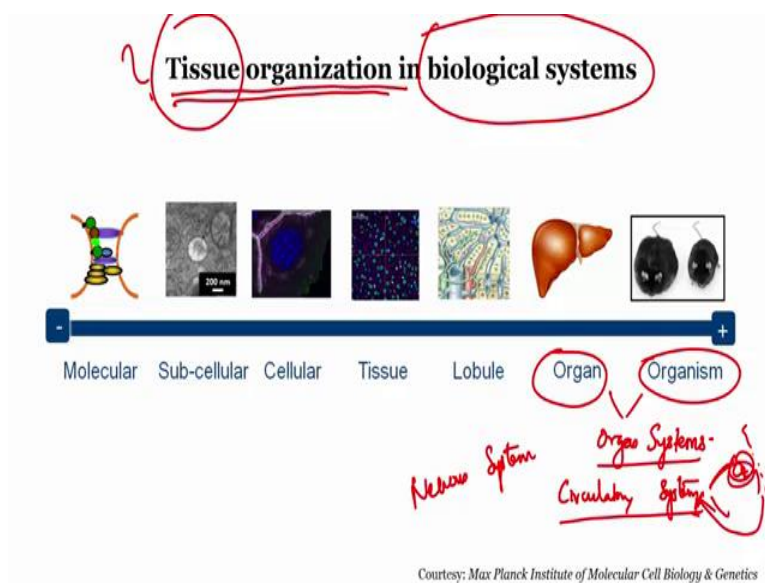 Tissue organization in biological systems
200 nm
Molecular Sub-cellular Cellular Tissue Lobule Organ Organism
Organ Systems-
Nervous System
Circulatory System
Courtesy: Max Planck Institute of Molecular Cell Biology & Genetics